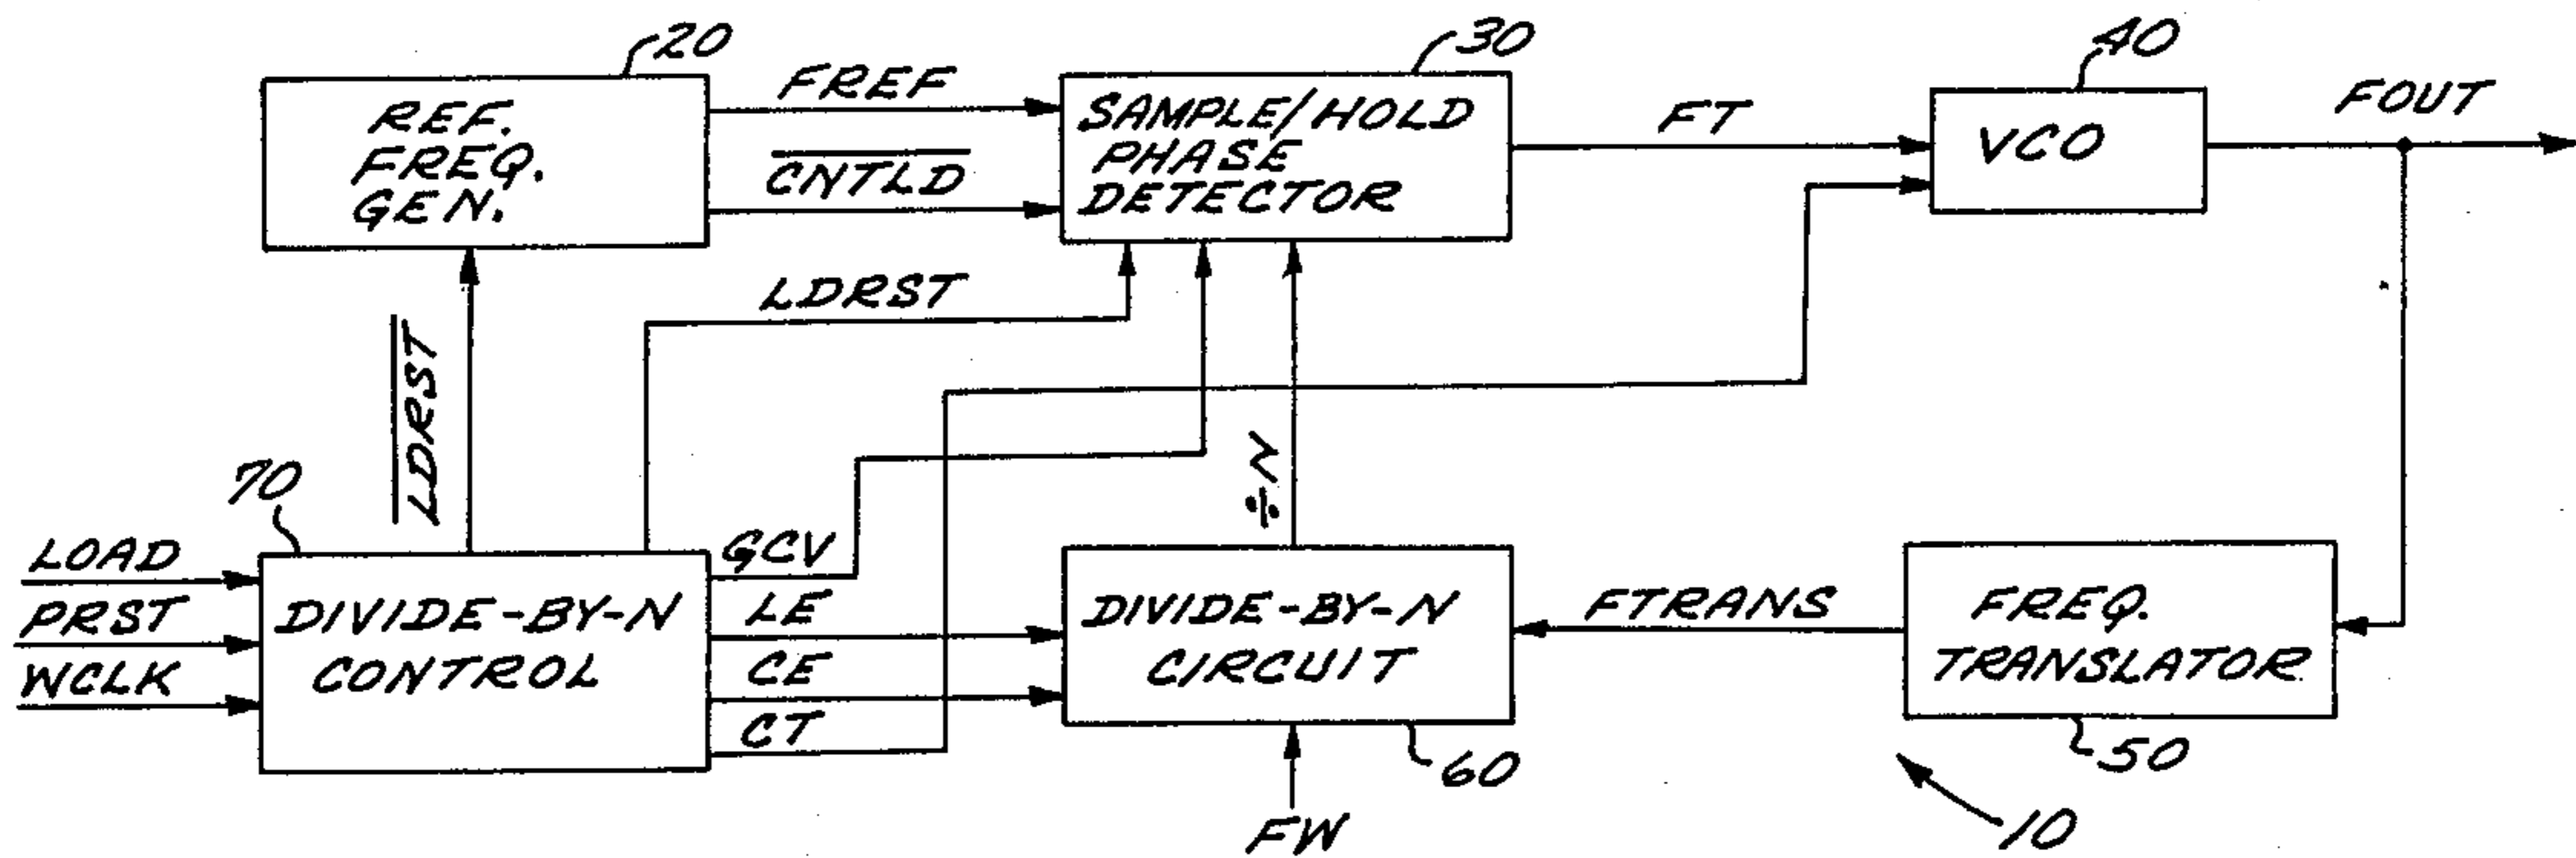 20
REF.
FREQ.
GEN.
FREF
CNTLD
30
SAMPLE/HOLD
PHASE
DETECTOR
FT
40
VCO
FOUT
LDRST
LDRST
70
LOAD
PRST
WCLK
DIVIDE-BY-N
CONTROL
GCV
LE
CE
CT
÷N
DIVIDE-BY-N
CIRCUIT
60
FW
FTRANS
FREQ.
TRANSLATOR
50
10